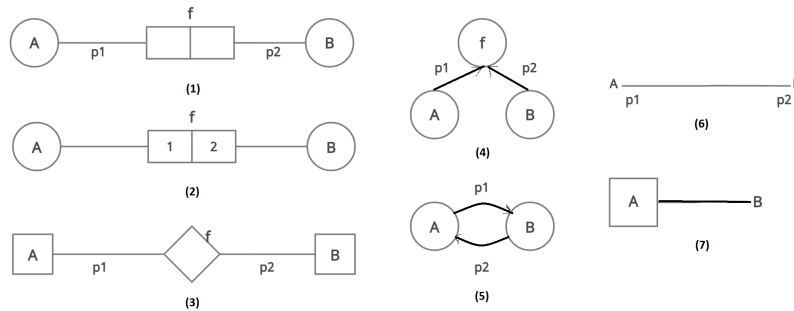 f
A p1 p2 B
(1)
f
A 1 2 B
(2)
f
A p1 p2 B
(3)
f
p1 p2
A B
(4)
p1
A B
p2
(5)
A
p1 p2
(6)
A B
(7)